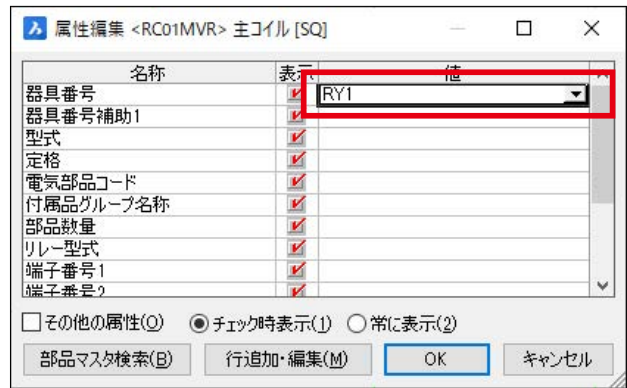 属性編集 <RC01MVR> 主コイル [SQ]
名称 表示 値
器具番号 RY1
器具番号補助1
型式
定格
電気部品コード
付属品グループ名称
部品数量
リレー型式
端子番号1
端子番号2
その他の属性(O) チェック時表示(1) 常に表示(2)
部品マスタ検索(B) 行追加・編集(M) OK キャンセル